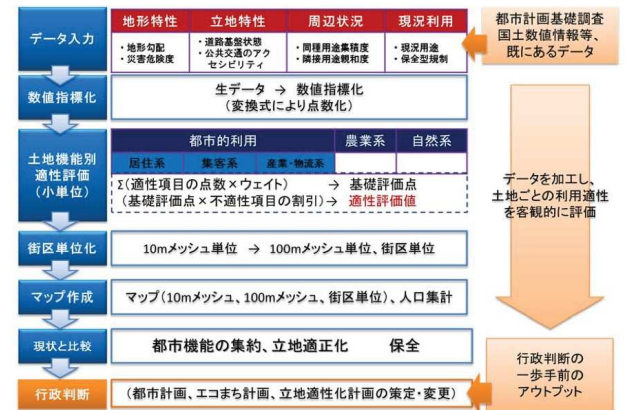 データ入力
地形特性
立地特性
周辺状況
現況利用
・地形勾配
・災害危険度
・道路基盤状態
・公共交通のアク
セシビリティ
・同種用途集積度
・隣接用途親和度
・現況用途
・保全型規制
都市計画基礎調査
国土数値情報等、
既にあるデータ
数値指標化
生データ → 数値指標化
(変換式により点数化)
土地機能別
適性評価
(小単位)
都市的利用
農業系
自然系
居住系
集客系
産業・物流系
Σ(適性項目の点数×ウェイト) → 基礎評価点
(基礎評価点×不適性項目の割引)→ 適性評価値
データを加工し、
土地ごとの利用適性
を客観的に評価
街区単位化
10mメッシュ単位 → 100mメッシュ単位、街区単位
マップ作成
マップ(10mメッシュ、100mメッシュ、街区単位)、人口集計
現状と比較
都市機能の集約、立地適正化 保全
行政判断
(都市計画、エコまち計画、立地適性化計画の策定・変更)
行政判断の
一歩手前の
アウトプット